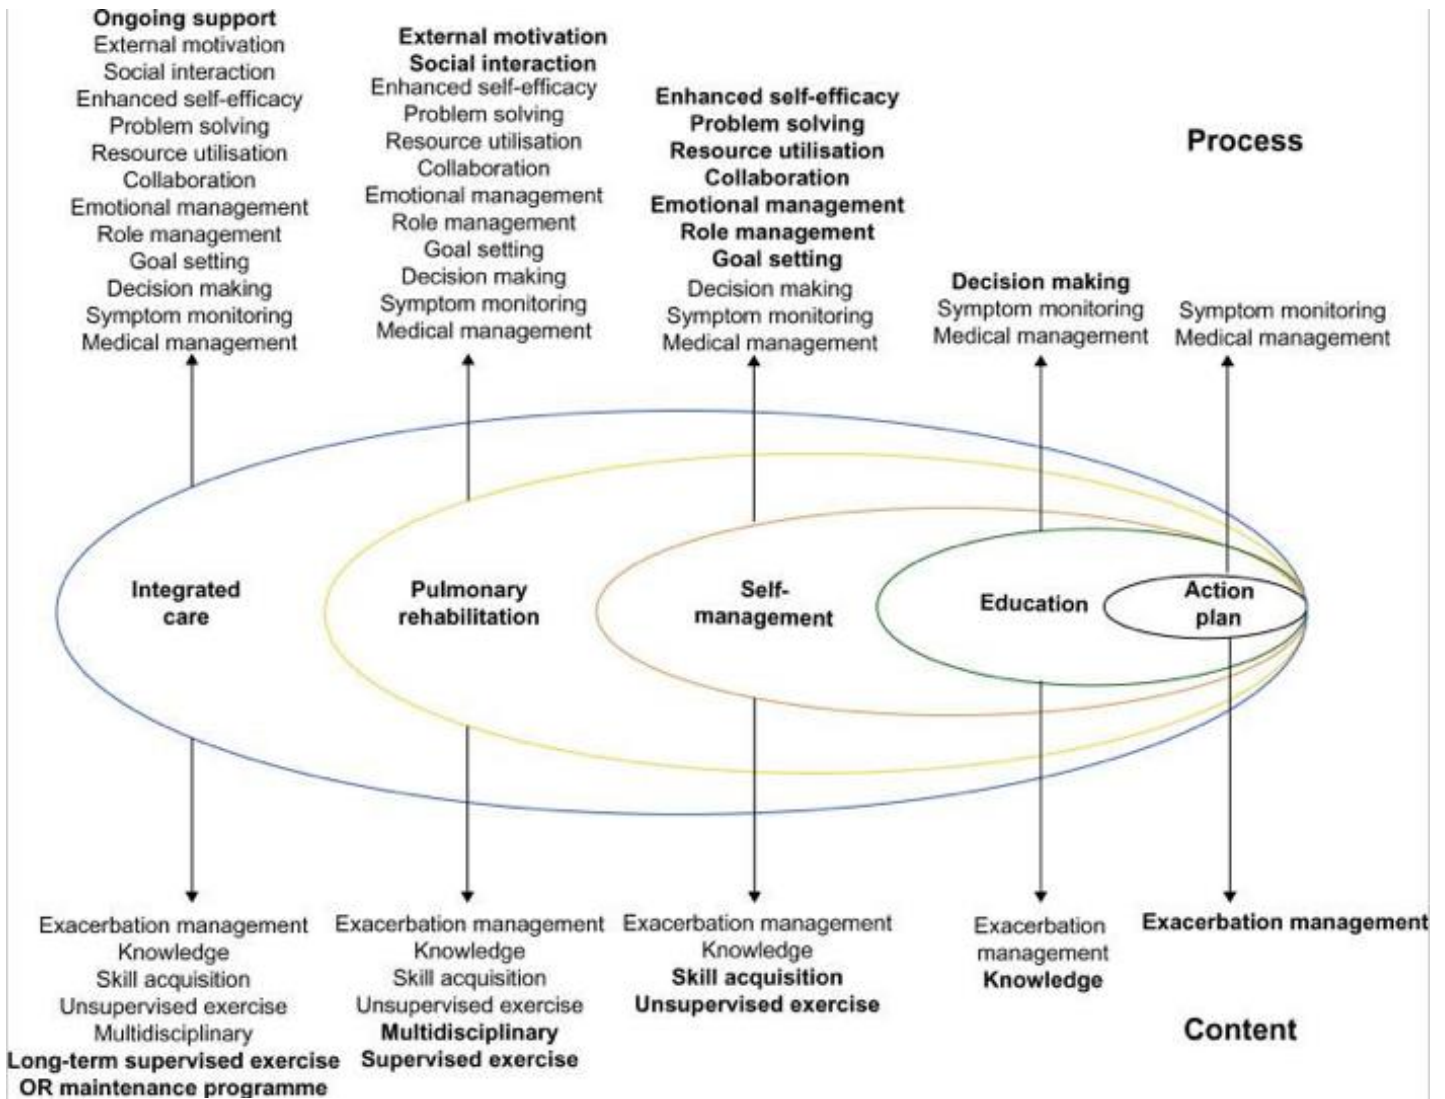 Ongoing support
External motivation
Social interaction
Enhanced self-efficacy
Problem solving
Resource utilisation
Collaboration
Emotional management
Role management
Goal setting
Decision making
Symptom monitoring
Medical management
External motivation
Social interaction
Enhanced self-efficacy
Problem solving
Resource utilisation
Collaboration
Emotional management
Role management
Goal setting
Decision making
Symptom monitoring
Medical management
Enhanced self-efficacy
Problem solving
Resource utilisation
Collaboration
Emotional management
Role management
Goal setting
Decision making
Symptom monitoring
Medical management
Decision making
Symptom monitoring
Medical management
Process
Symptom monitoring
Medical management
Integrated
care
Pulmonary
rehabilitation
Self-
management
Education
Action
plan
Exacerbation management
Knowledge
Skill acquisition
Unsupervised exercise
Multidisciplinary
Long-term supervised exercise
OR maintenance programme
Exacerbation management
Knowledge
Skill acquisition
Unsupervised exercise
Multidisciplinary
Supervised exercise
Exacerbation management
Knowledge
Skill acquisition
Unsupervised exercise
Exacerbation
management
Knowledge
Exacerbation management
Content